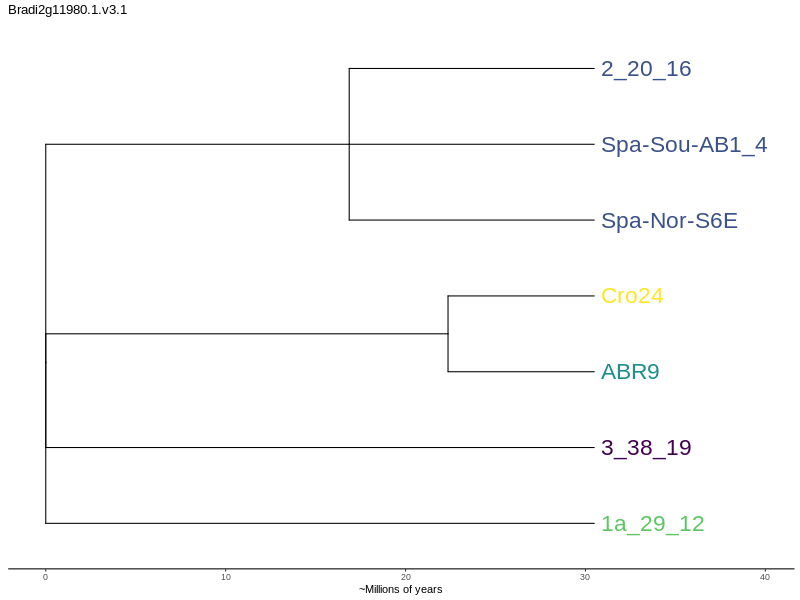 Bradi2g11980.1.v3.1
2_20_16
Spa-Sou-AB1_4
Spa-Nor-S6E
Cro24
ABR9
3_38_19
1a_29_12
0 10 20 30 40
~Millions of years